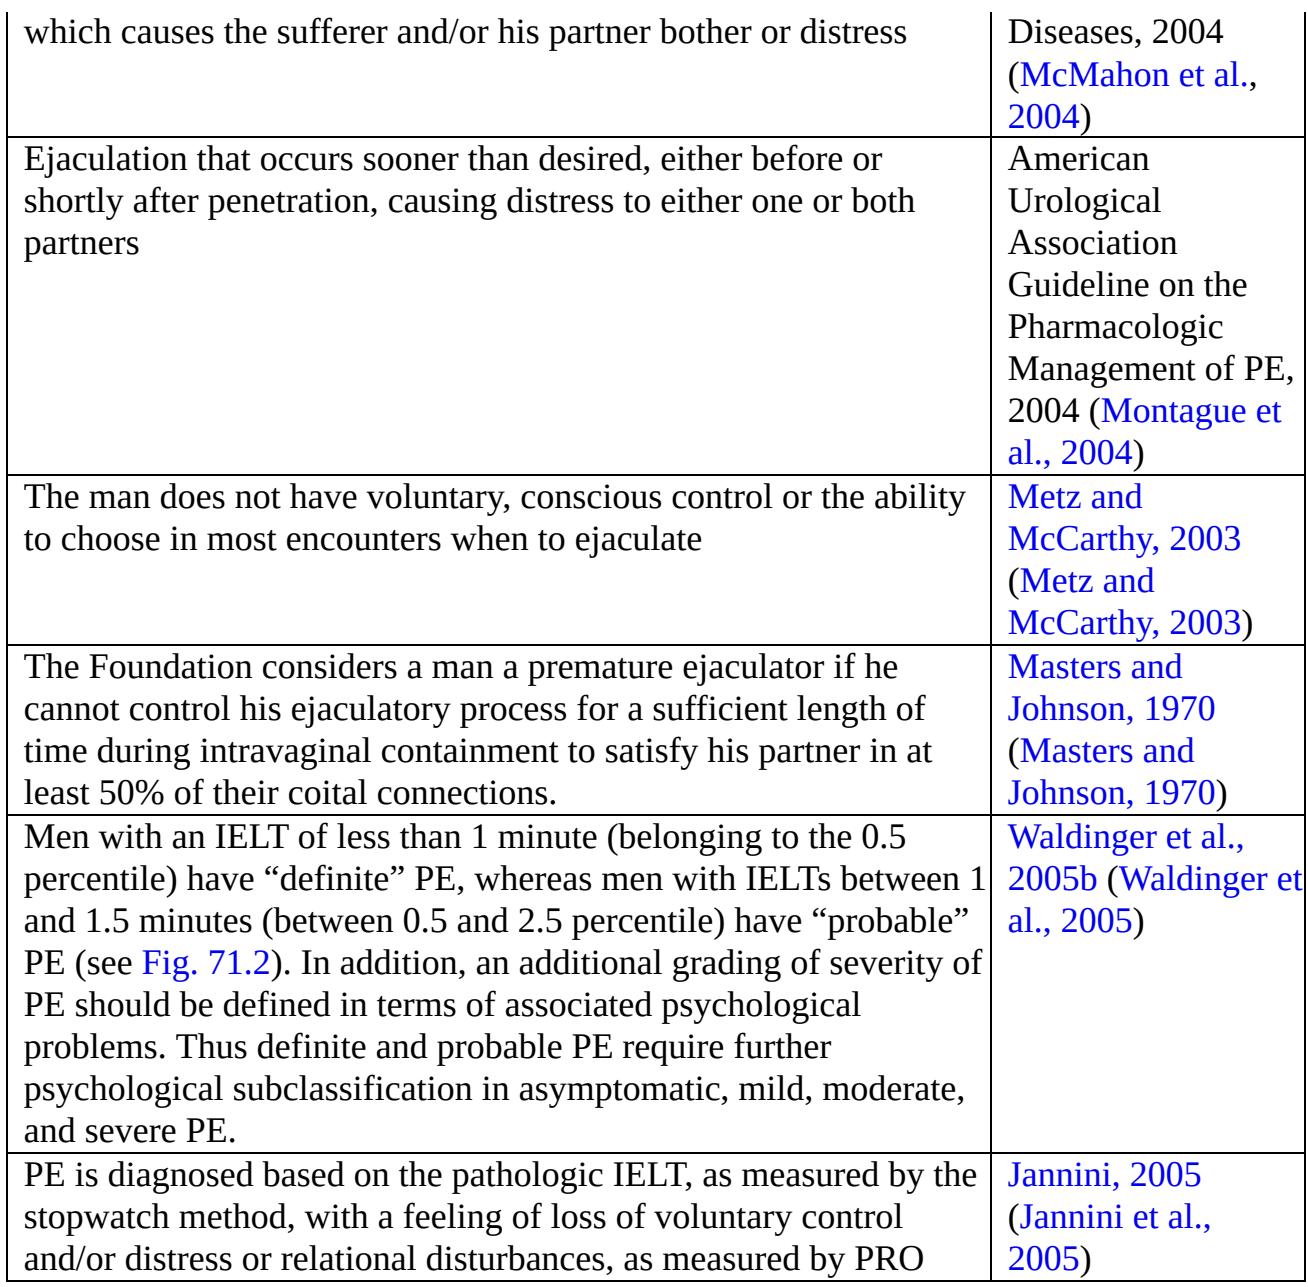 which causes the sufferer and/or his partner bother or distress
Diseases, 2004
(McMahon et al.,
2004)
Ejaculation that occurs sooner than desired, either before or
shortly after penetration, causing distress to either one or both
partners
American
Urological
Association
Guideline on the
Pharmacologic
Management of PE,
2004 (Montague et
al., 2004)
The man does not have voluntary, conscious control or the ability
to choose in most encounters when to ejaculate
Metz and
McCarthy, 2003
(Metz and
McCarthy, 2003)
The Foundation considers a man a premature ejaculator if he
cannot control his ejaculatory process for a sufficient length of
time during intravaginal containment to satisfy his partner in at
least 50% of their coital connections.
Masters and
Johnson, 1970
(Masters and
Johnson, 1970)
Men with an IELT of less than 1 minute (belonging to the 0.5
percentile) have “definite” PE, whereas men with IELTs between 1
and 1.5 minutes (between 0.5 and 2.5 percentile) have “probable”
PE (see Fig. 71.2). In addition, an additional grading of severity of
PE should be defined in terms of associated psychological
problems. Thus definite and probable PE require further
psychological subclassification in asymptomatic, mild, moderate,
and severe PE.
Waldinger et al.,
2005b (Waldinger et
al., 2005)
PE is diagnosed based on the pathologic IELT, as measured by the
stopwatch method, with a feeling of loss of voluntary control
and/or distress or relational disturbances, as measured by PRO
Jannini, 2005
(Jannini et al.,
2005)